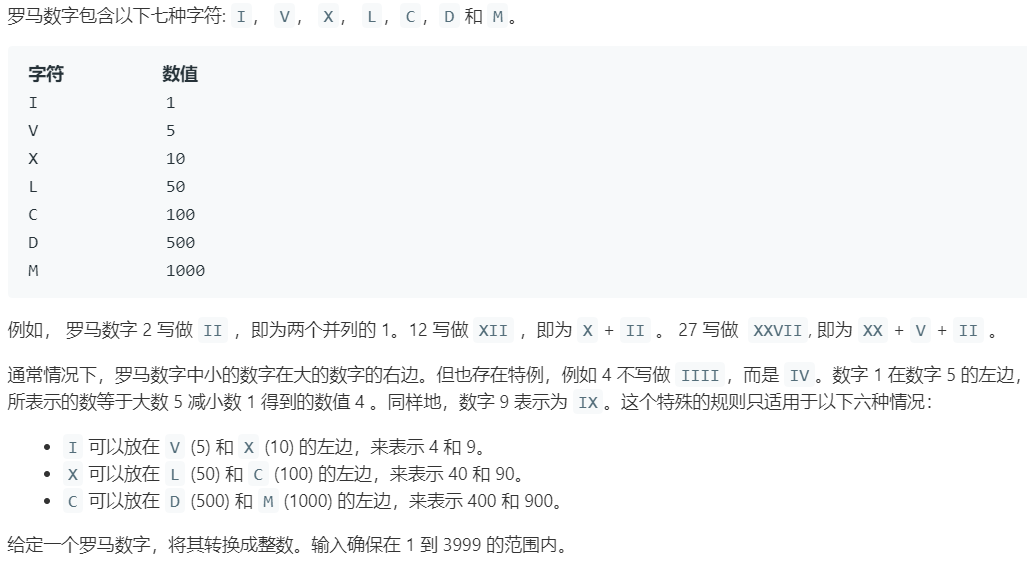 罗马数字包含以下七种字符: I， V， X， L，C，D 和 M。
字符 数值
I 1
V 5
X 10
L 50
C 100
D 500
M 1000
例如， 罗马数字 2 写做 II ，即为两个并列的 1。12 写做 XII ，即为 X + II 。 27 写做 XXVII, 即为 XX + V + II 。
通常情况下，罗马数字中小的数字在大的数字的右边。但也存在特例，例如 4 不写做 IIII，而是 IV。数字 1 在数字 5 的左边，
所表示的数等于大数 5 减小数 1 得到的数值 4 。同样地，数字 9 表示为 IX。这个特殊的规则只适用于以下六种情况：
• I 可以放在 V (5) 和 X (10) 的左边，来表示 4 和 9。
• X 可以放在 L (50) 和 C (100) 的左边，来表示 40 和 90。
• C 可以放在 D (500) 和 M (1000) 的左边，来表示 400 和 900。
给定一个罗马数字，将其转换成整数。输入确保在 1 到 3999 的范围内。